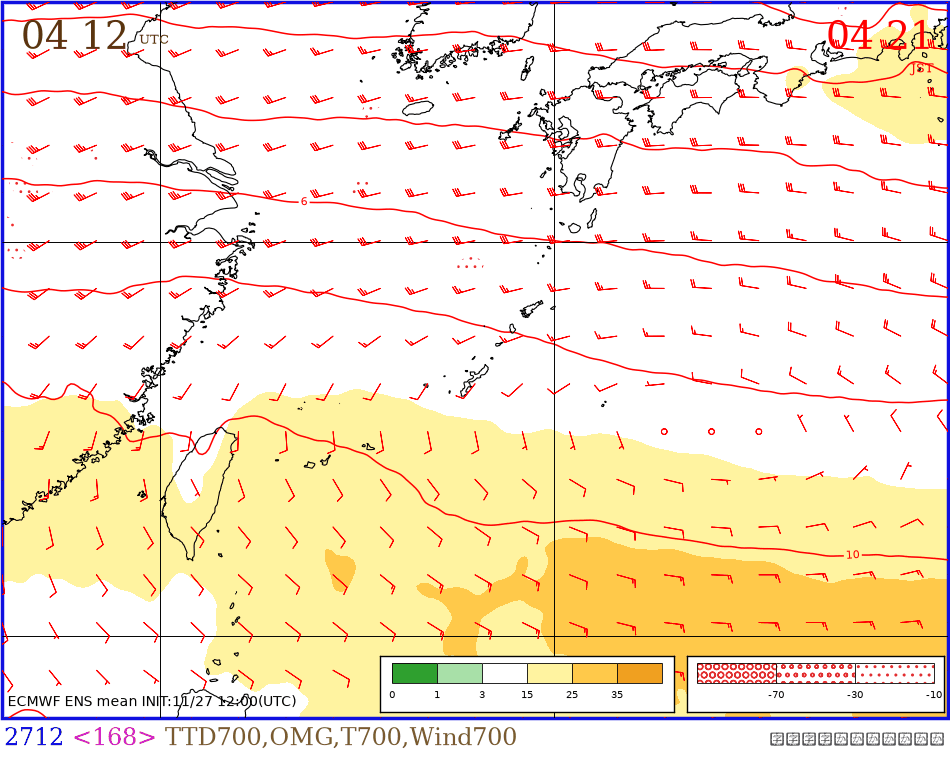 04 12 UTC
04 21 JST
6
10
0 1 3 15 25 35
-70 -30 -10
ECMWF ENS mean INIT:11/27 12:00(UTC)
2712 <168> TTD700,OMG,T700,Wind700